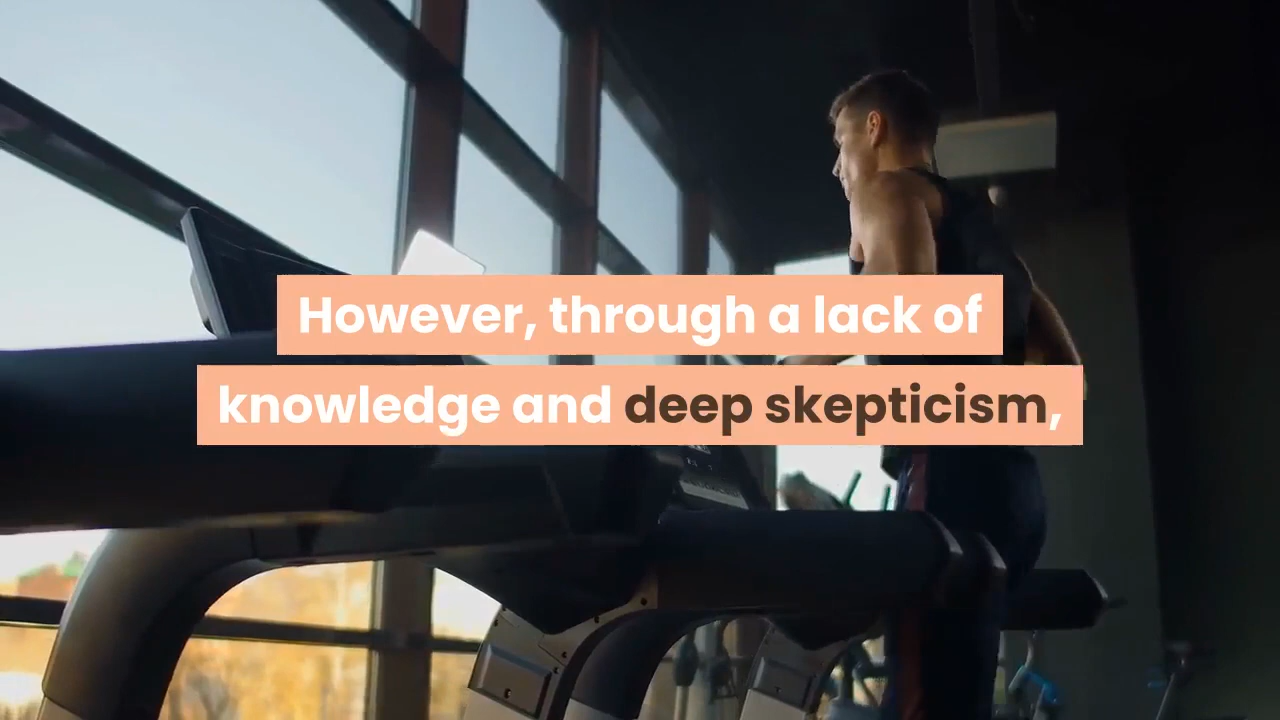 However, through a lack of
knowledge and deep skepticism,